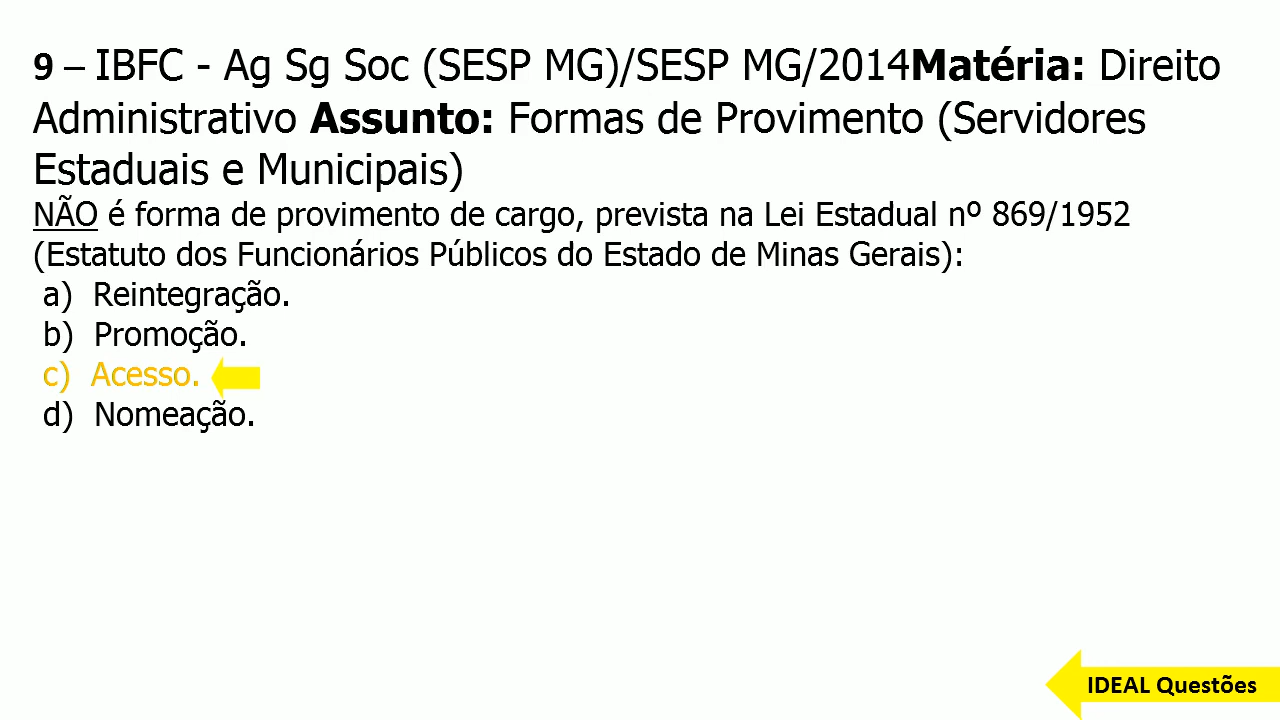 9 – IBFC - Ag Sg Soc (SESP MG)/SESP MG/2014Matéria: Direito
Administrativo Assunto: Formas de Provimento (Servidores
Estaduais e Municipais)
NÃO é forma de provimento de cargo, prevista na Lei Estadual nº 869/1952
(Estatuto dos Funcionários Públicos do Estado de Minas Gerais):
a) Reintegração.
b) Promoção.
c) Acesso.
d) Nomeação.
IDEAL Questões